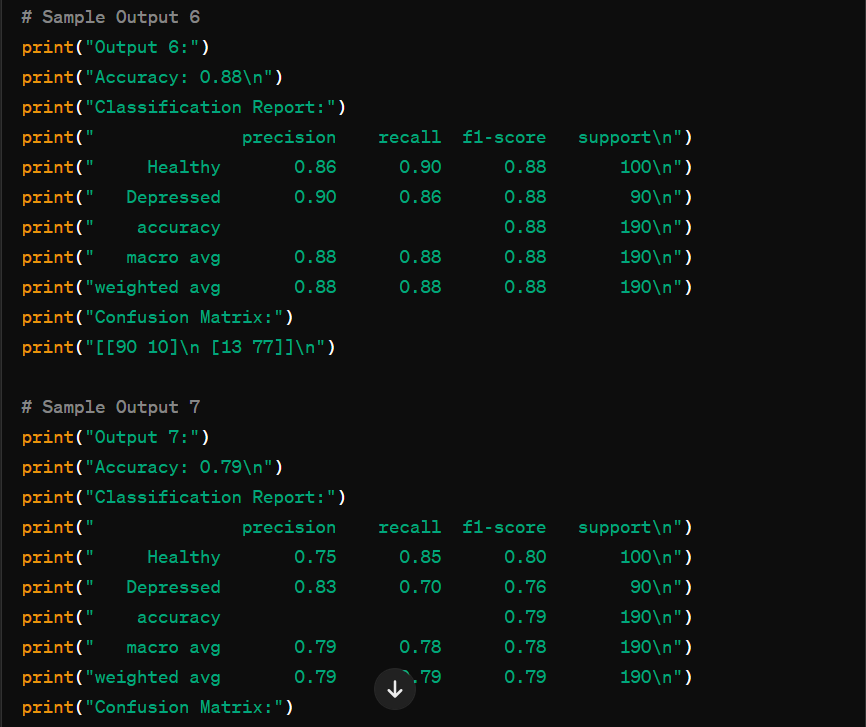 # Sample Output 6
print("Output 6:")
print("Accuracy: 0.88\n")
print("Classification Report:")
print("              precision    recall  f1-score   support\n")
print("     Healthy       0.86      0.90      0.88       100\n")
print("   Depressed       0.90      0.86      0.88        90\n")
print("    accuracy                           0.88       190\n")
print("   macro avg       0.88      0.88      0.88       190\n")
print("weighted avg       0.88      0.88      0.88       190\n")
print("Confusion Matrix:")
print("[[90 10]\n [13 77]]\n")

# Sample Output 7
print("Output 7:")
print("Accuracy: 0.79\n")
print("Classification Report:")
print("              precision    recall  f1-score   support\n")
print("     Healthy       0.75      0.85      0.80       100\n")
print("   Depressed       0.83      0.70      0.76        90\n")
print("    accuracy                           0.79       190\n")
print("   macro avg       0.79      0.78      0.78       190\n")
print("weighted avg       0.79      .79      0.79       190\n")
print("Confusion Matrix:")